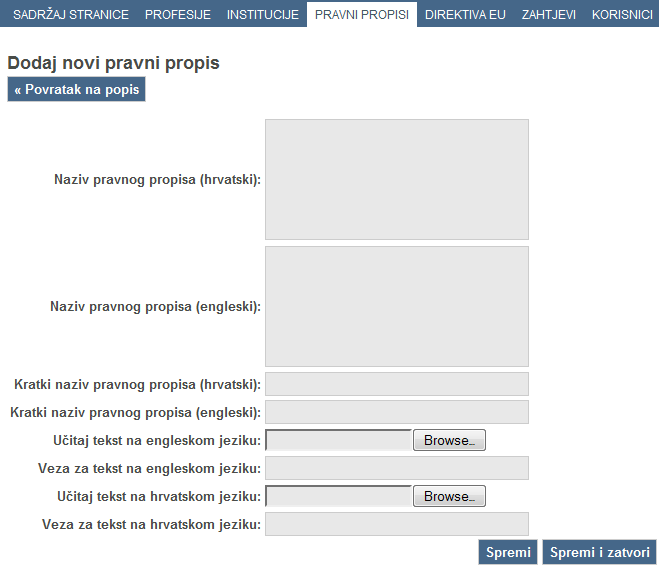 SADRŽAJ STRANICE PROFESIJE INSTITUCIJE PRAVNI PROPISI DIREKTIVA EU ZAHTJEVI KORISNICI
Dodaj novi pravni propis
« Povratak na popis
Naziv pravnog propisa (hrvatski):
Naziv pravnog propisa (engleski):
Kratki naziv pravnog propisa (hrvatski):
Kratki naziv pravnog propisa (engleski):
Učitaj tekst na engleskom jeziku: Browse…
Veza za tekst na engleskom jeziku:
Učitaj tekst na hrvatskom jeziku: Browse…
Veza za tekst na hrvatskom jeziku:
Spremi Spremi i zatvori